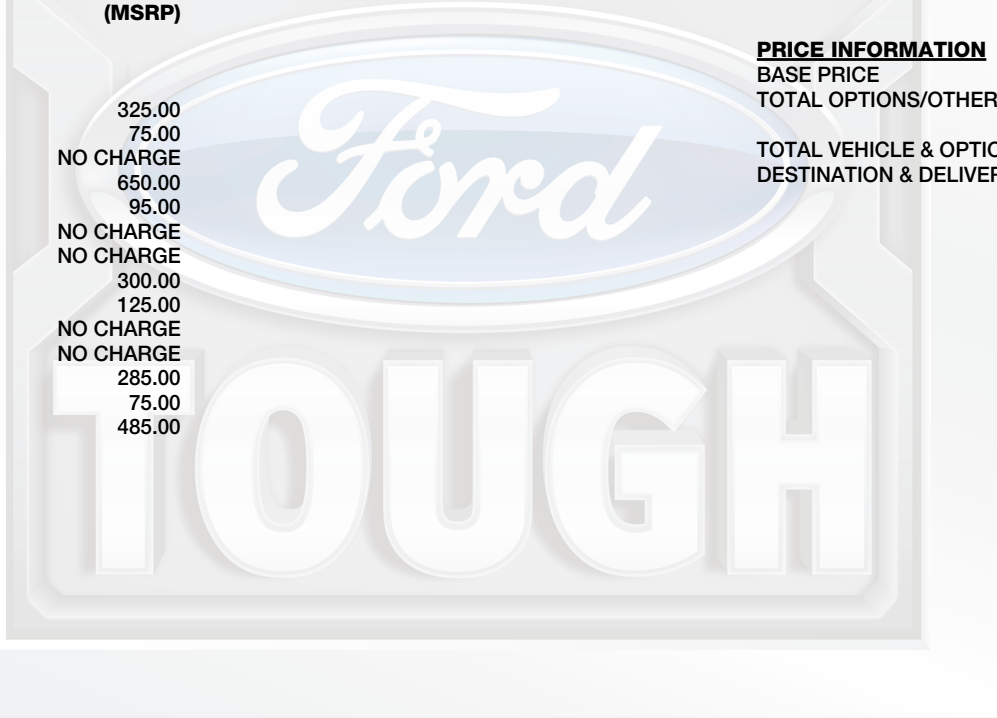 (MSRP)
325.00
75.00
NO CHARGE
650.00
95.00
NO CHARGE
NO CHARGE
300.00
125.00
NO CHARGE
NO CHARGE
285.00
75.00
485.00
PRICE INFORMATION
BASE PRICE
TOTAL OPTIONS/OTHER
TOTAL VEHICLE & OPTIO
DESTINATION & DELIVER
Ford
TOUGH